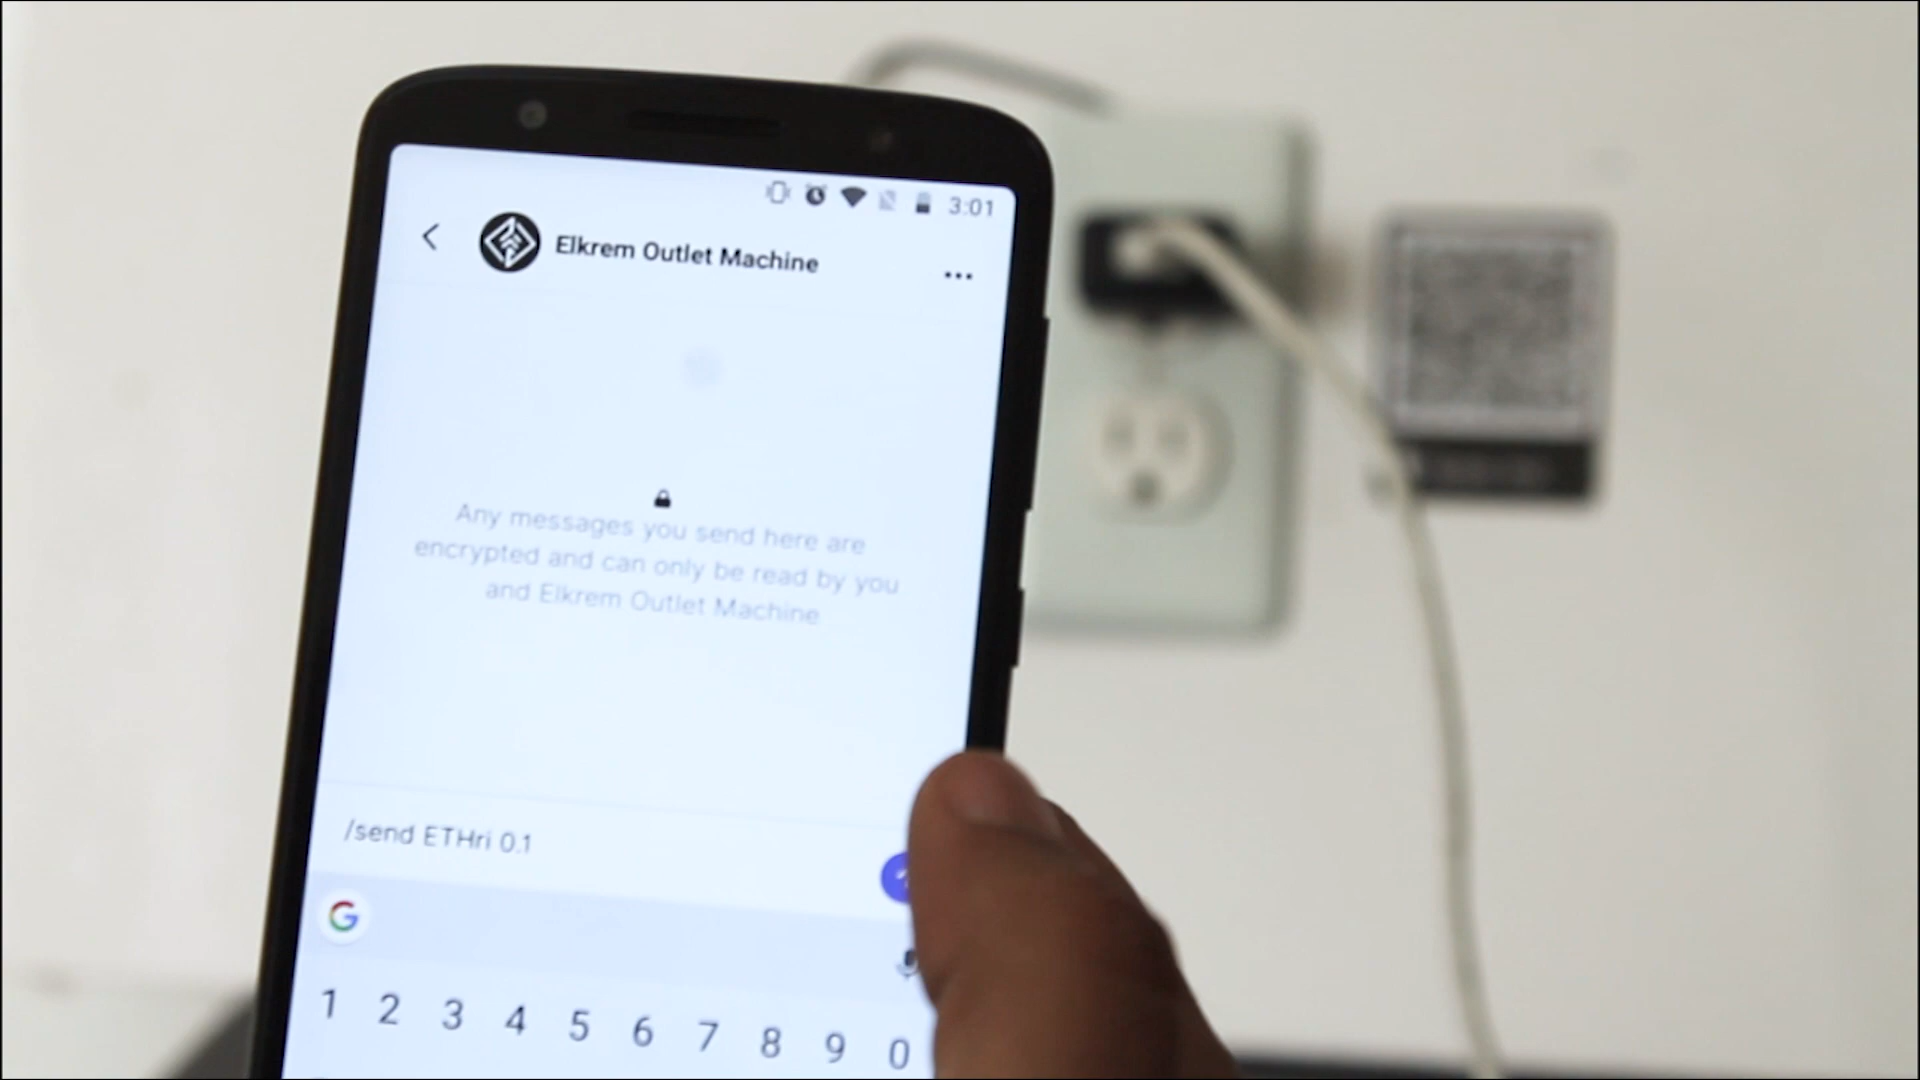 3:01
Elkrem Outlet Machine
Any messages you send here are
encrypted and can only be read by you
and Elkrem Outlet Machine
/send ETHri 0.1
G
1 2 3 4 5 6 7 8 9 0